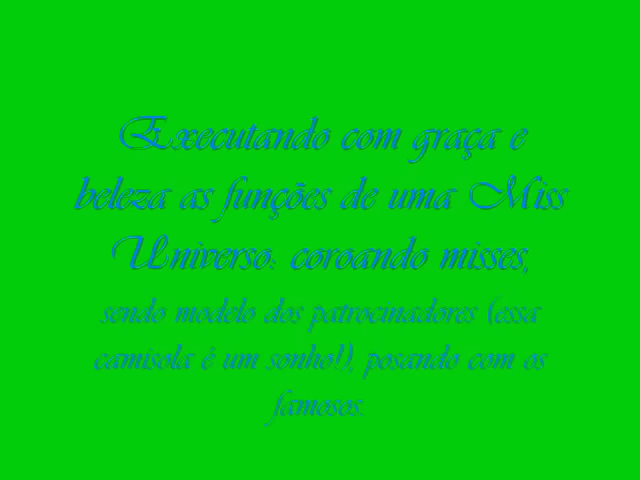 Executando com graça e
beleza as funções de uma Miss
Universo: coroando misses,
sendo modelo dos patrocinadores (essa
camisola é um sonho!), posando com os
famosos.